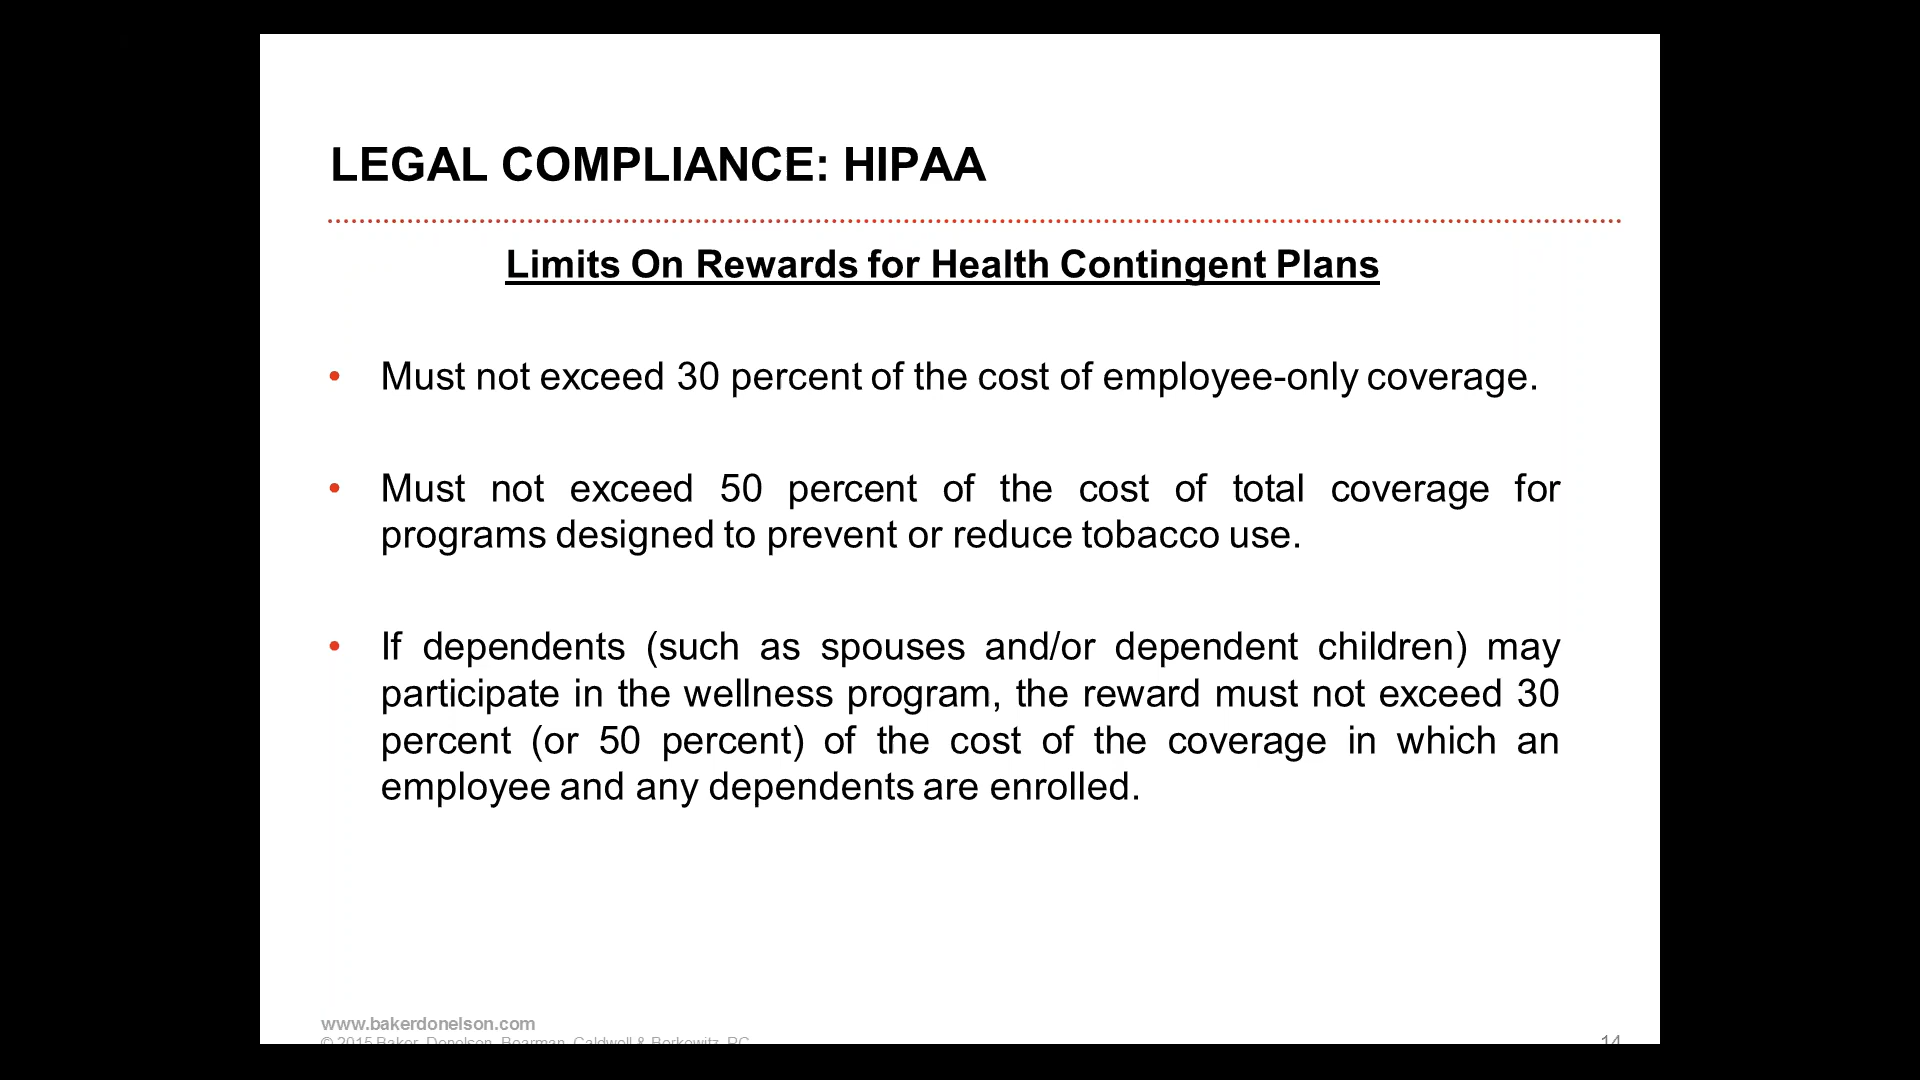 LEGAL COMPLIANCE: HIPAA
Limits On Rewards for Health Contingent Plans
• Must not exceed 30 percent of the cost of employee-only coverage.
• Must not exceed 50 percent of the cost of total coverage for
programs designed to prevent or reduce tobacco use.
• If dependents (such as spouses and/or dependent children) may
participate in the wellness program, the reward must not exceed 30
percent (or 50 percent) of the cost of the coverage in which an
employee and any dependents are enrolled.
www.bakerdonelson.com
© 2015 Baker, Donelson, Bearman, Caldwell & Berkowitz, PC
14